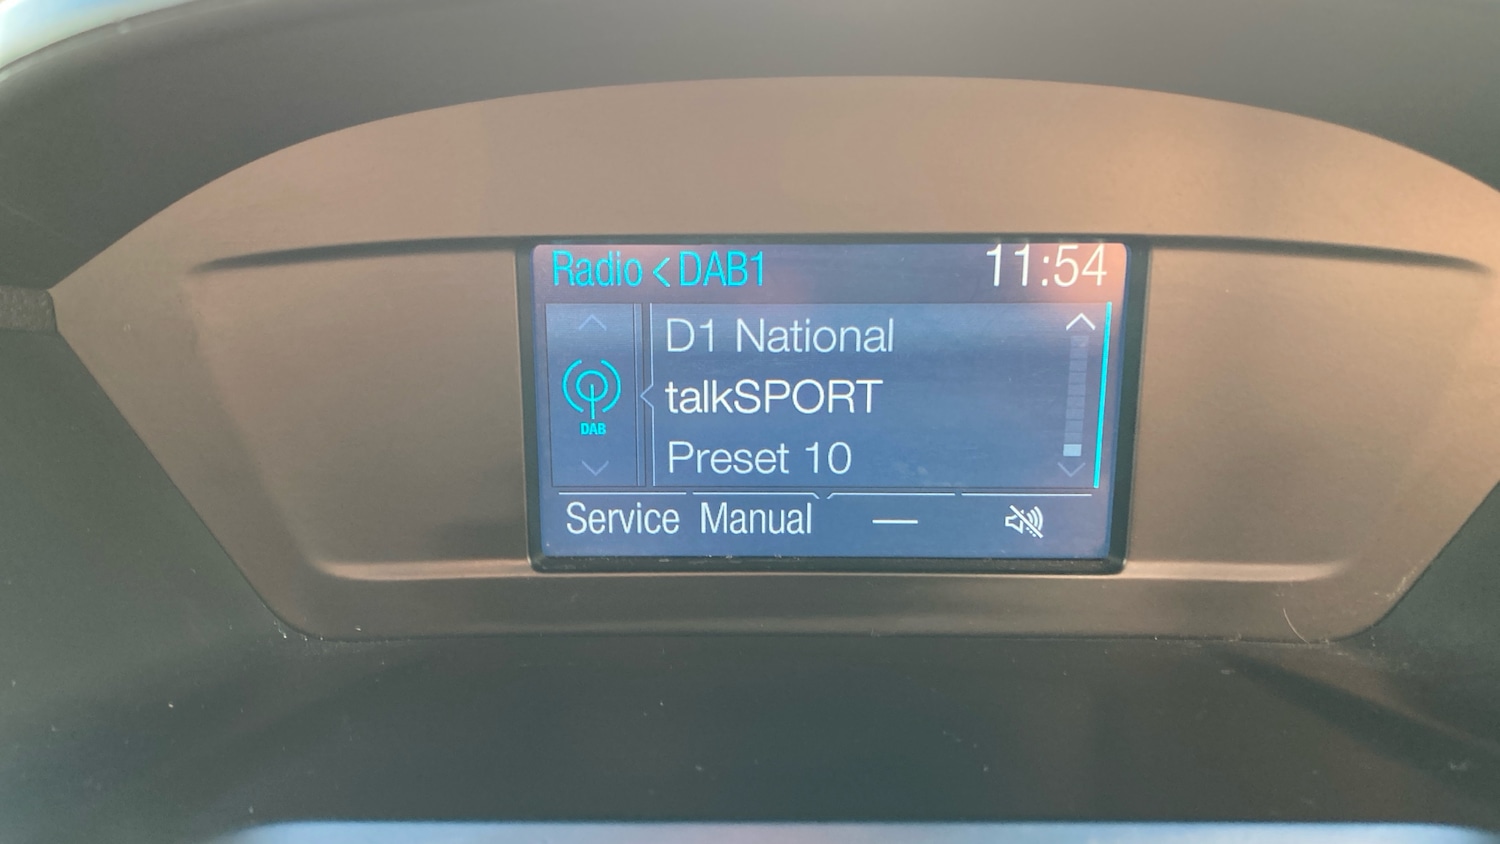 Radio < DAB1 11:54
D1 National
DAB
talkSPORT
Preset 10
Service Manual —